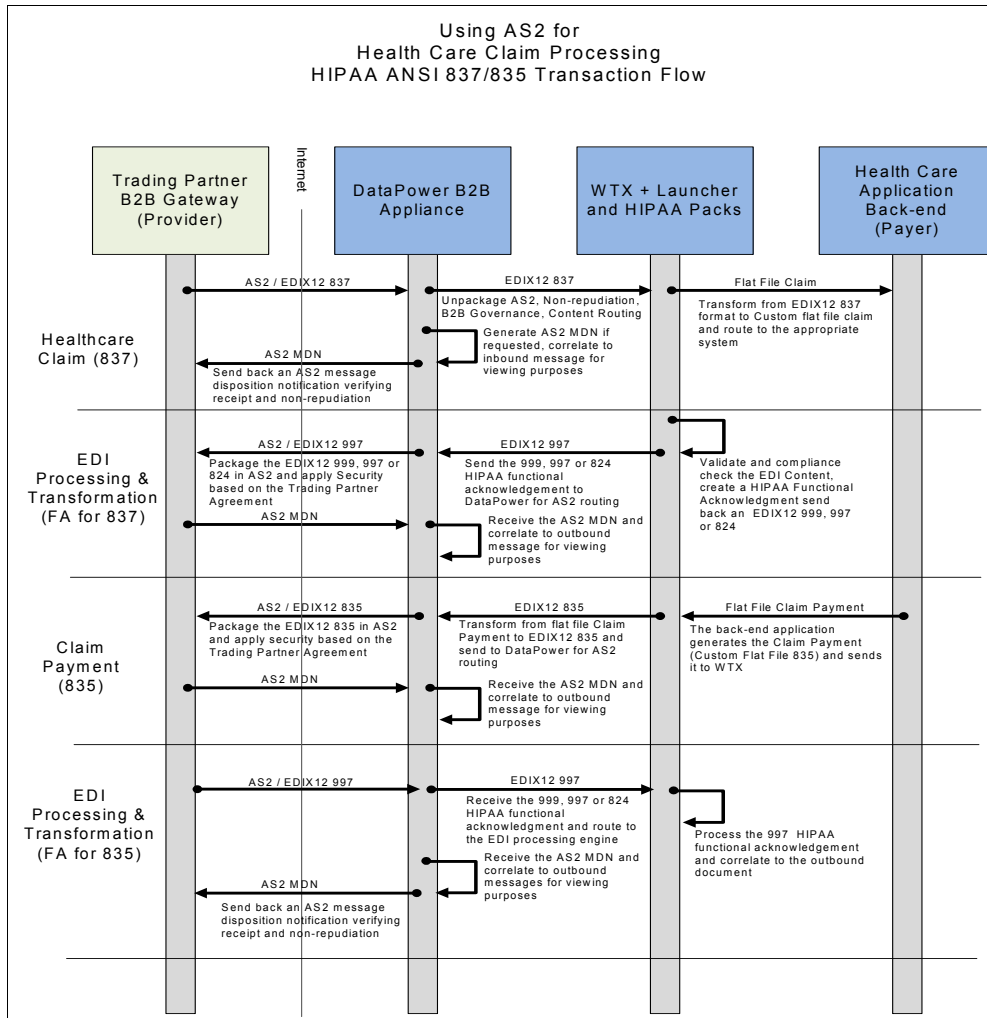 Using AS2 for
Health Care Claim Processing
HIPAA ANSI 837/835 Transaction Flow
Trading Partner
B2B Gateway
(Provider)
Internet
DataPower B2B
Appliance
WTX + Launcher
and HIPAA Packs
Health Care
Application
Back-end
(Payer)
Healthcare
Claim (837)
AS2 / EDIX12 837
EDIX12 837
Unpackage AS2, Non-repudiation,
B2B Governance, Content Routing
Flat File Claim
Transform from EDIX12 837
format to Custom flat file claim
and route to the appropriate
system
Generate AS2 MDN if
requested, correlate to
inbound message for
viewing purposes
AS2 MDN
Send back an AS2 message
disposition notification verifying
receipt and non-repudiation
EDI
Processing &
Transformation
(FA for 837)
AS2 / EDIX12 997
Package the EDIX12 999, 997 or
824 in AS2 and apply Security
based on the Trading Partner
Agreement
EDIX12 997
Send the 999, 997 or 824
HIPAA functional
acknowledgement to
DataPower for AS2 routing
Validate and compliance
check the EDI Content,
create a HIPAA Functional
Acknowledgment send
back an EDIX12 999, 997
or 824
AS2 MDN
Receive the AS2 MDN and
correlate to outbound
message for viewing
purposes
Claim
Payment
(835)
AS2 / EDIX12 835
Package the EDIX12 835 in AS2
and apply security based on the
Trading Partner Agreement
EDIX12 835
Transform from flat file Claim
Payment to EDIX12 835 and
send to DataPower for AS2
routing
Flat File Claim Payment
The back-end application
generates the Claim Payment
(Custom Flat File 835) and sends
it to WTX
AS2 MDN
Receive the AS2 MDN and
correlate to outbound
message for viewing
purposes
EDI
Processing &
Transformation
(FA for 835)
AS2 / EDIX12 997
EDIX12 997
Receive the 999, 997 or 824
HIPAA functional
acknowledgment and route to
the EDI processing engine
Process the 997 HIPAA
functional acknowledgement
and correlate to the outbound
document
Receive the AS2 MDN and
correlate to outbound
messages for viewing
purposes
AS2 MDN
Send back an AS2 message
disposition notification verifying
receipt and non-repudiation